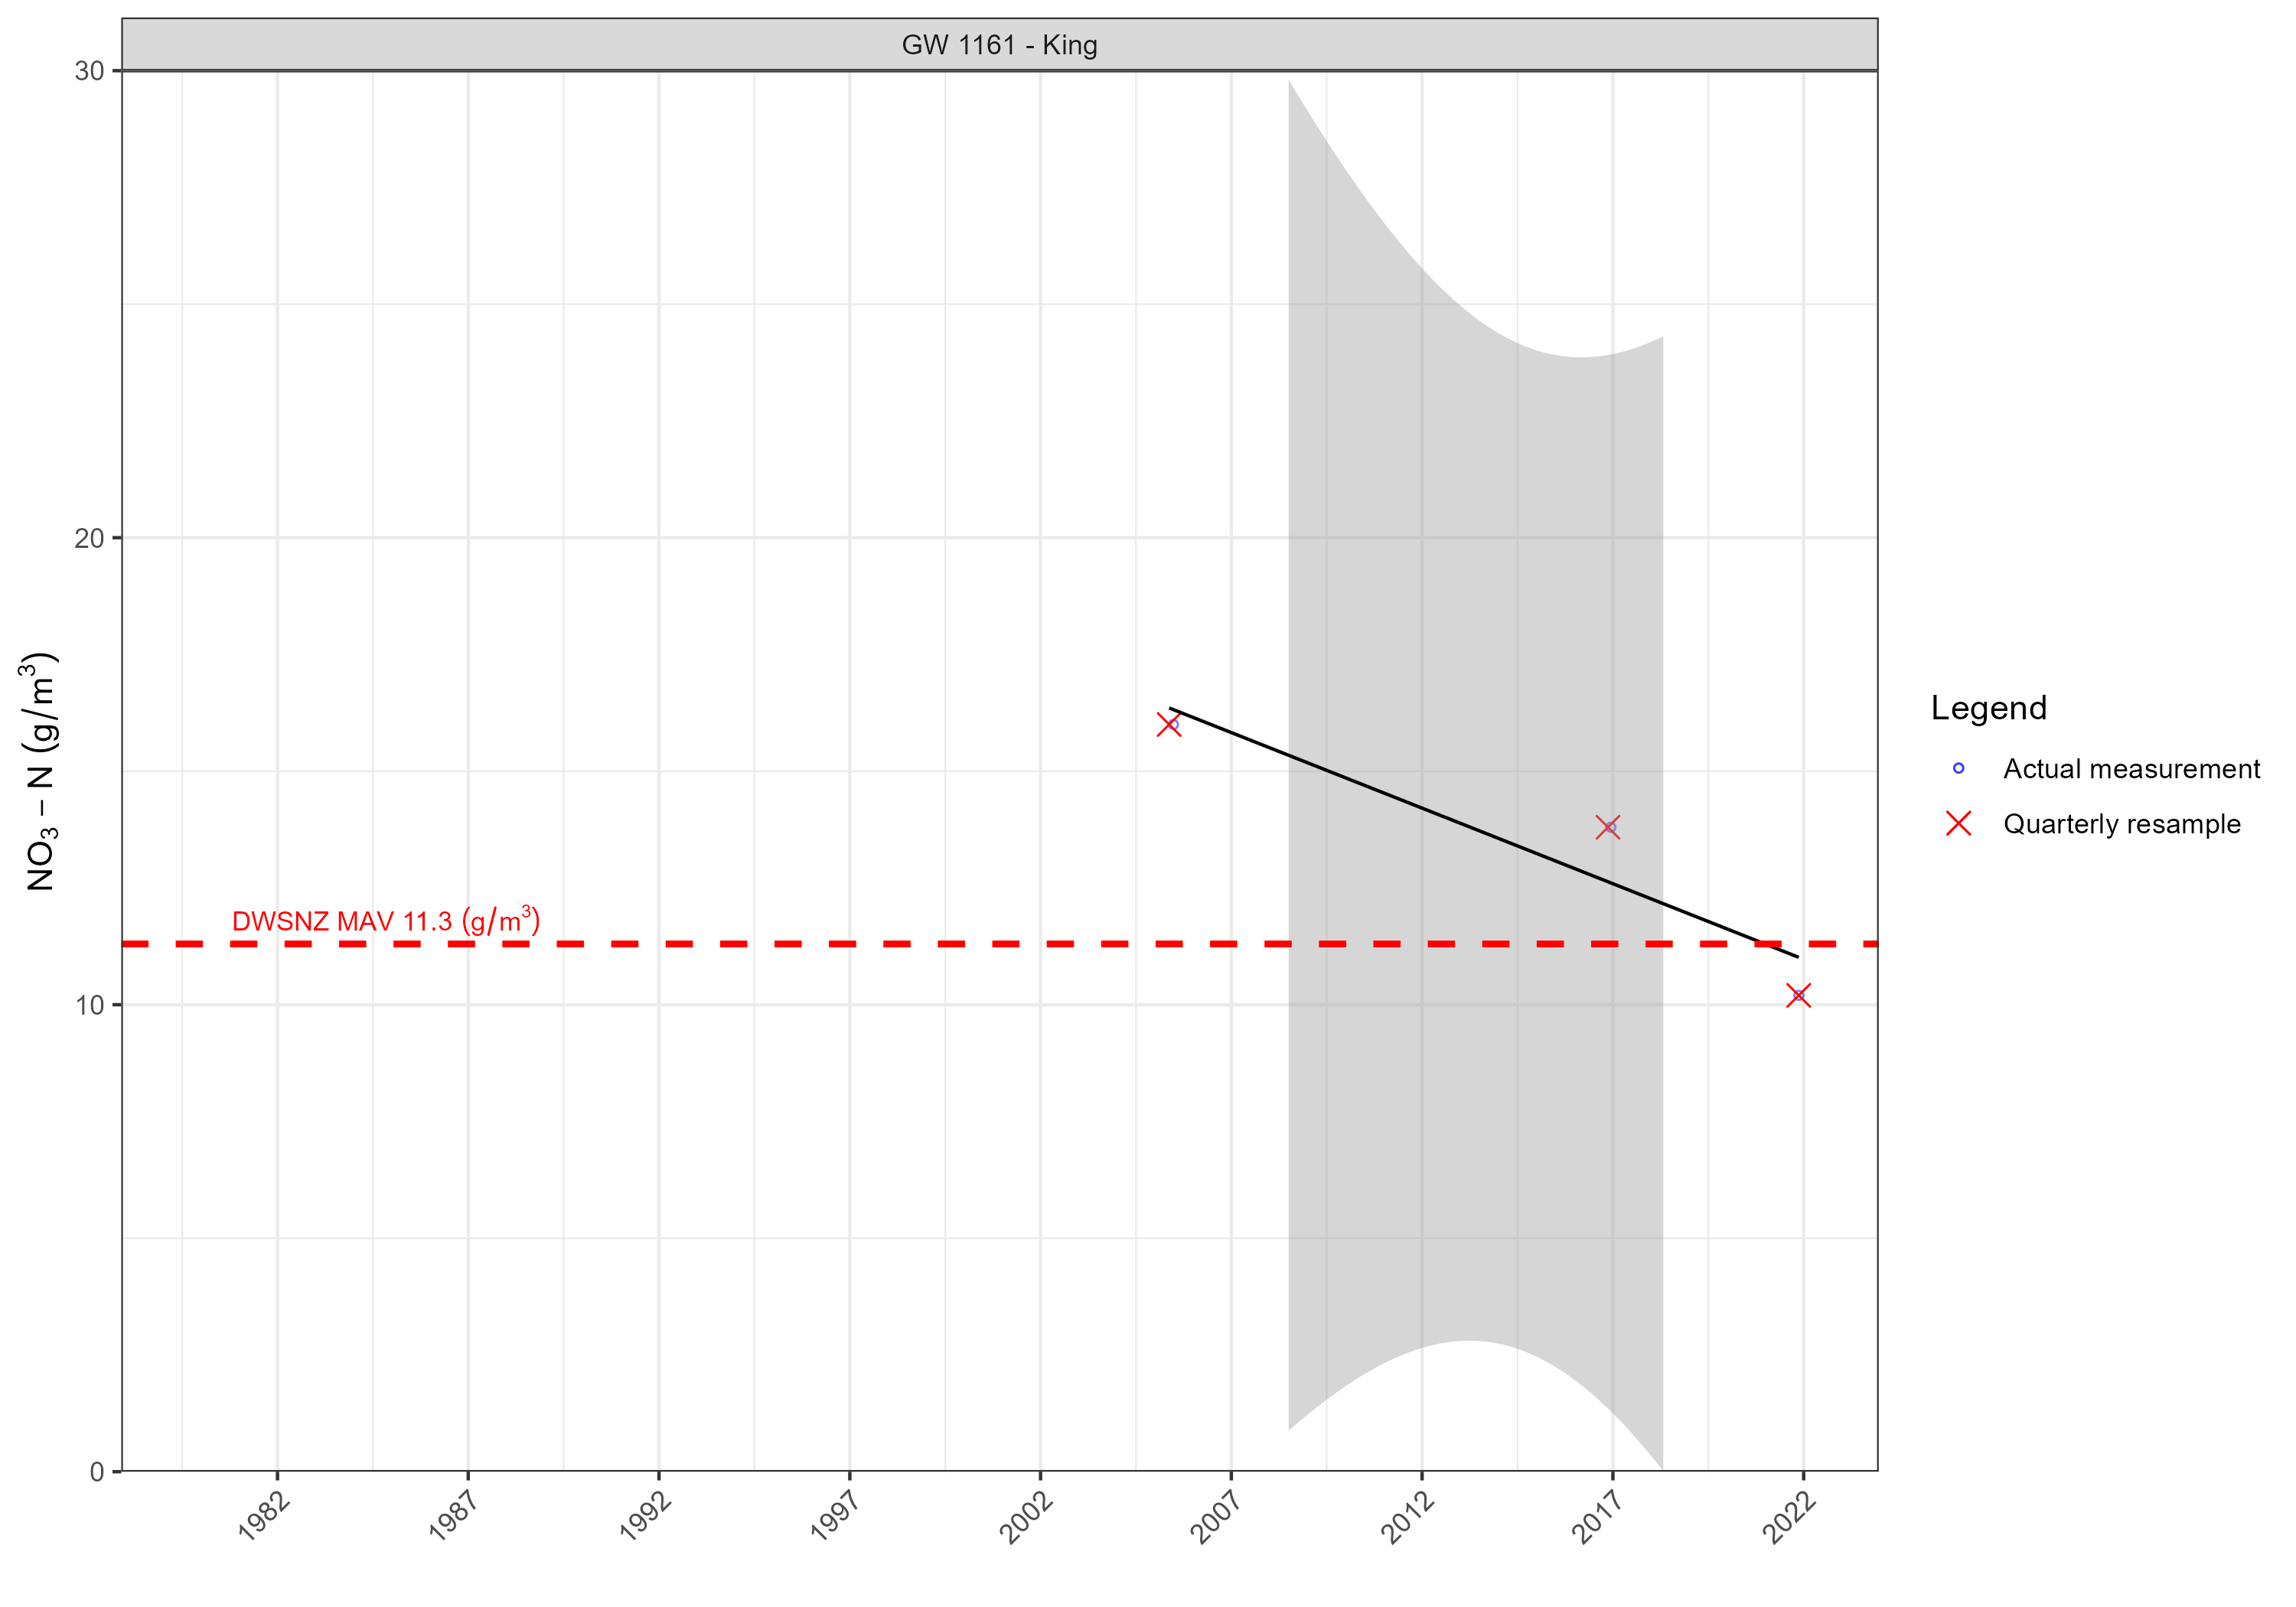 GW 1161 - King
30
20
10
0
NO₃ – N (g/m³)
DWSNZ MAV 11.3 (g/m³)
1982
1987
1992
1997
2002
2007
2012
2017
2022
Legend
Actual measurement
Quarterly resample